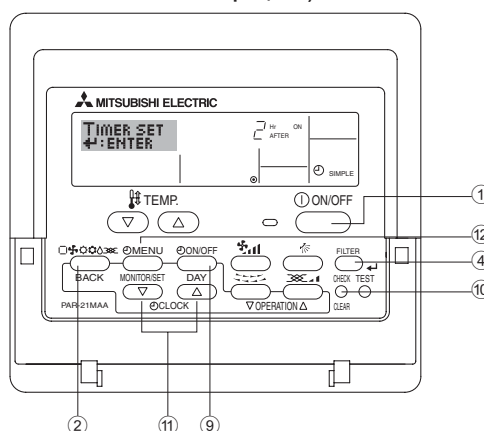 MITSUBISHI ELECTRIC
TIMER SET
↵:ENTER
2 Hr ON
AFTER
SIMPLE
TEMP.
ON/OFF
1
12
MENU
ON/OFF
FILTER
4
BACK
MONITOR/SET
DAY
CHECK TEST
10
PAR-21MAA
CLOCK
▽ OPERATION △
CLEAR
2
11
9